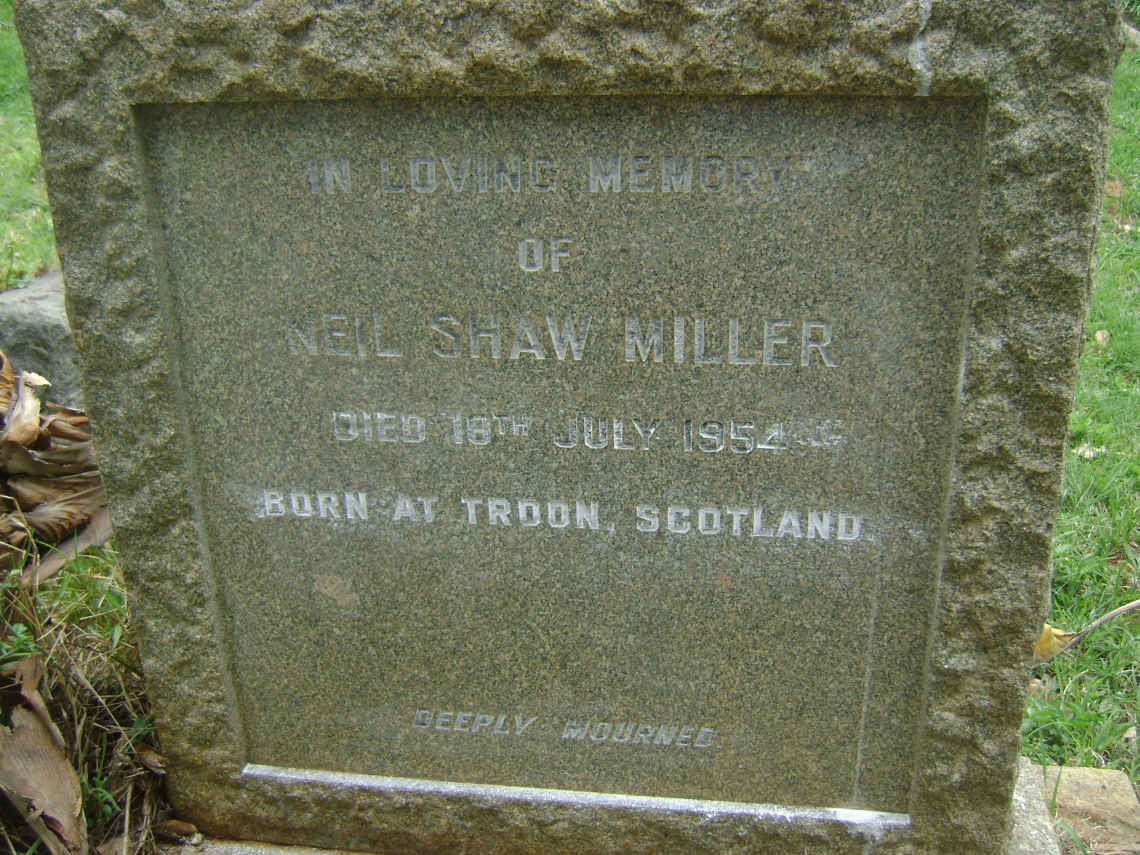 IN LOVING MEMORY
OF
NEIL SHAW MILLER
DIED 18TH JULY 1954
BORN AT TROON, SCOTLAND.
DEEPLY MOURNED.